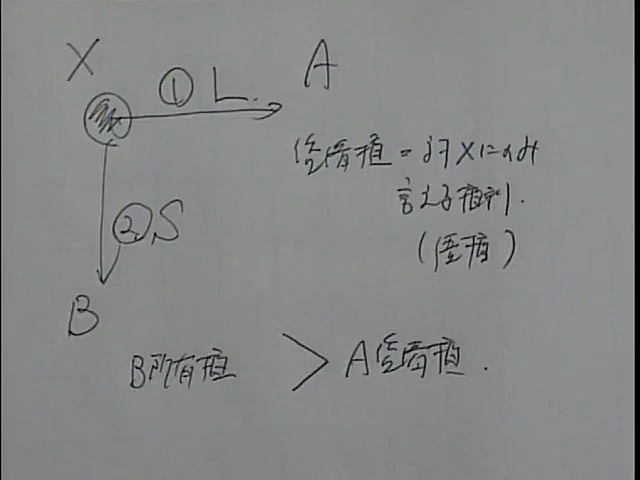 X
① L.
A
賃借権 = 対Xにのみ
言える権利.
(債権)
② S
B
B所有権 > A賃借権.